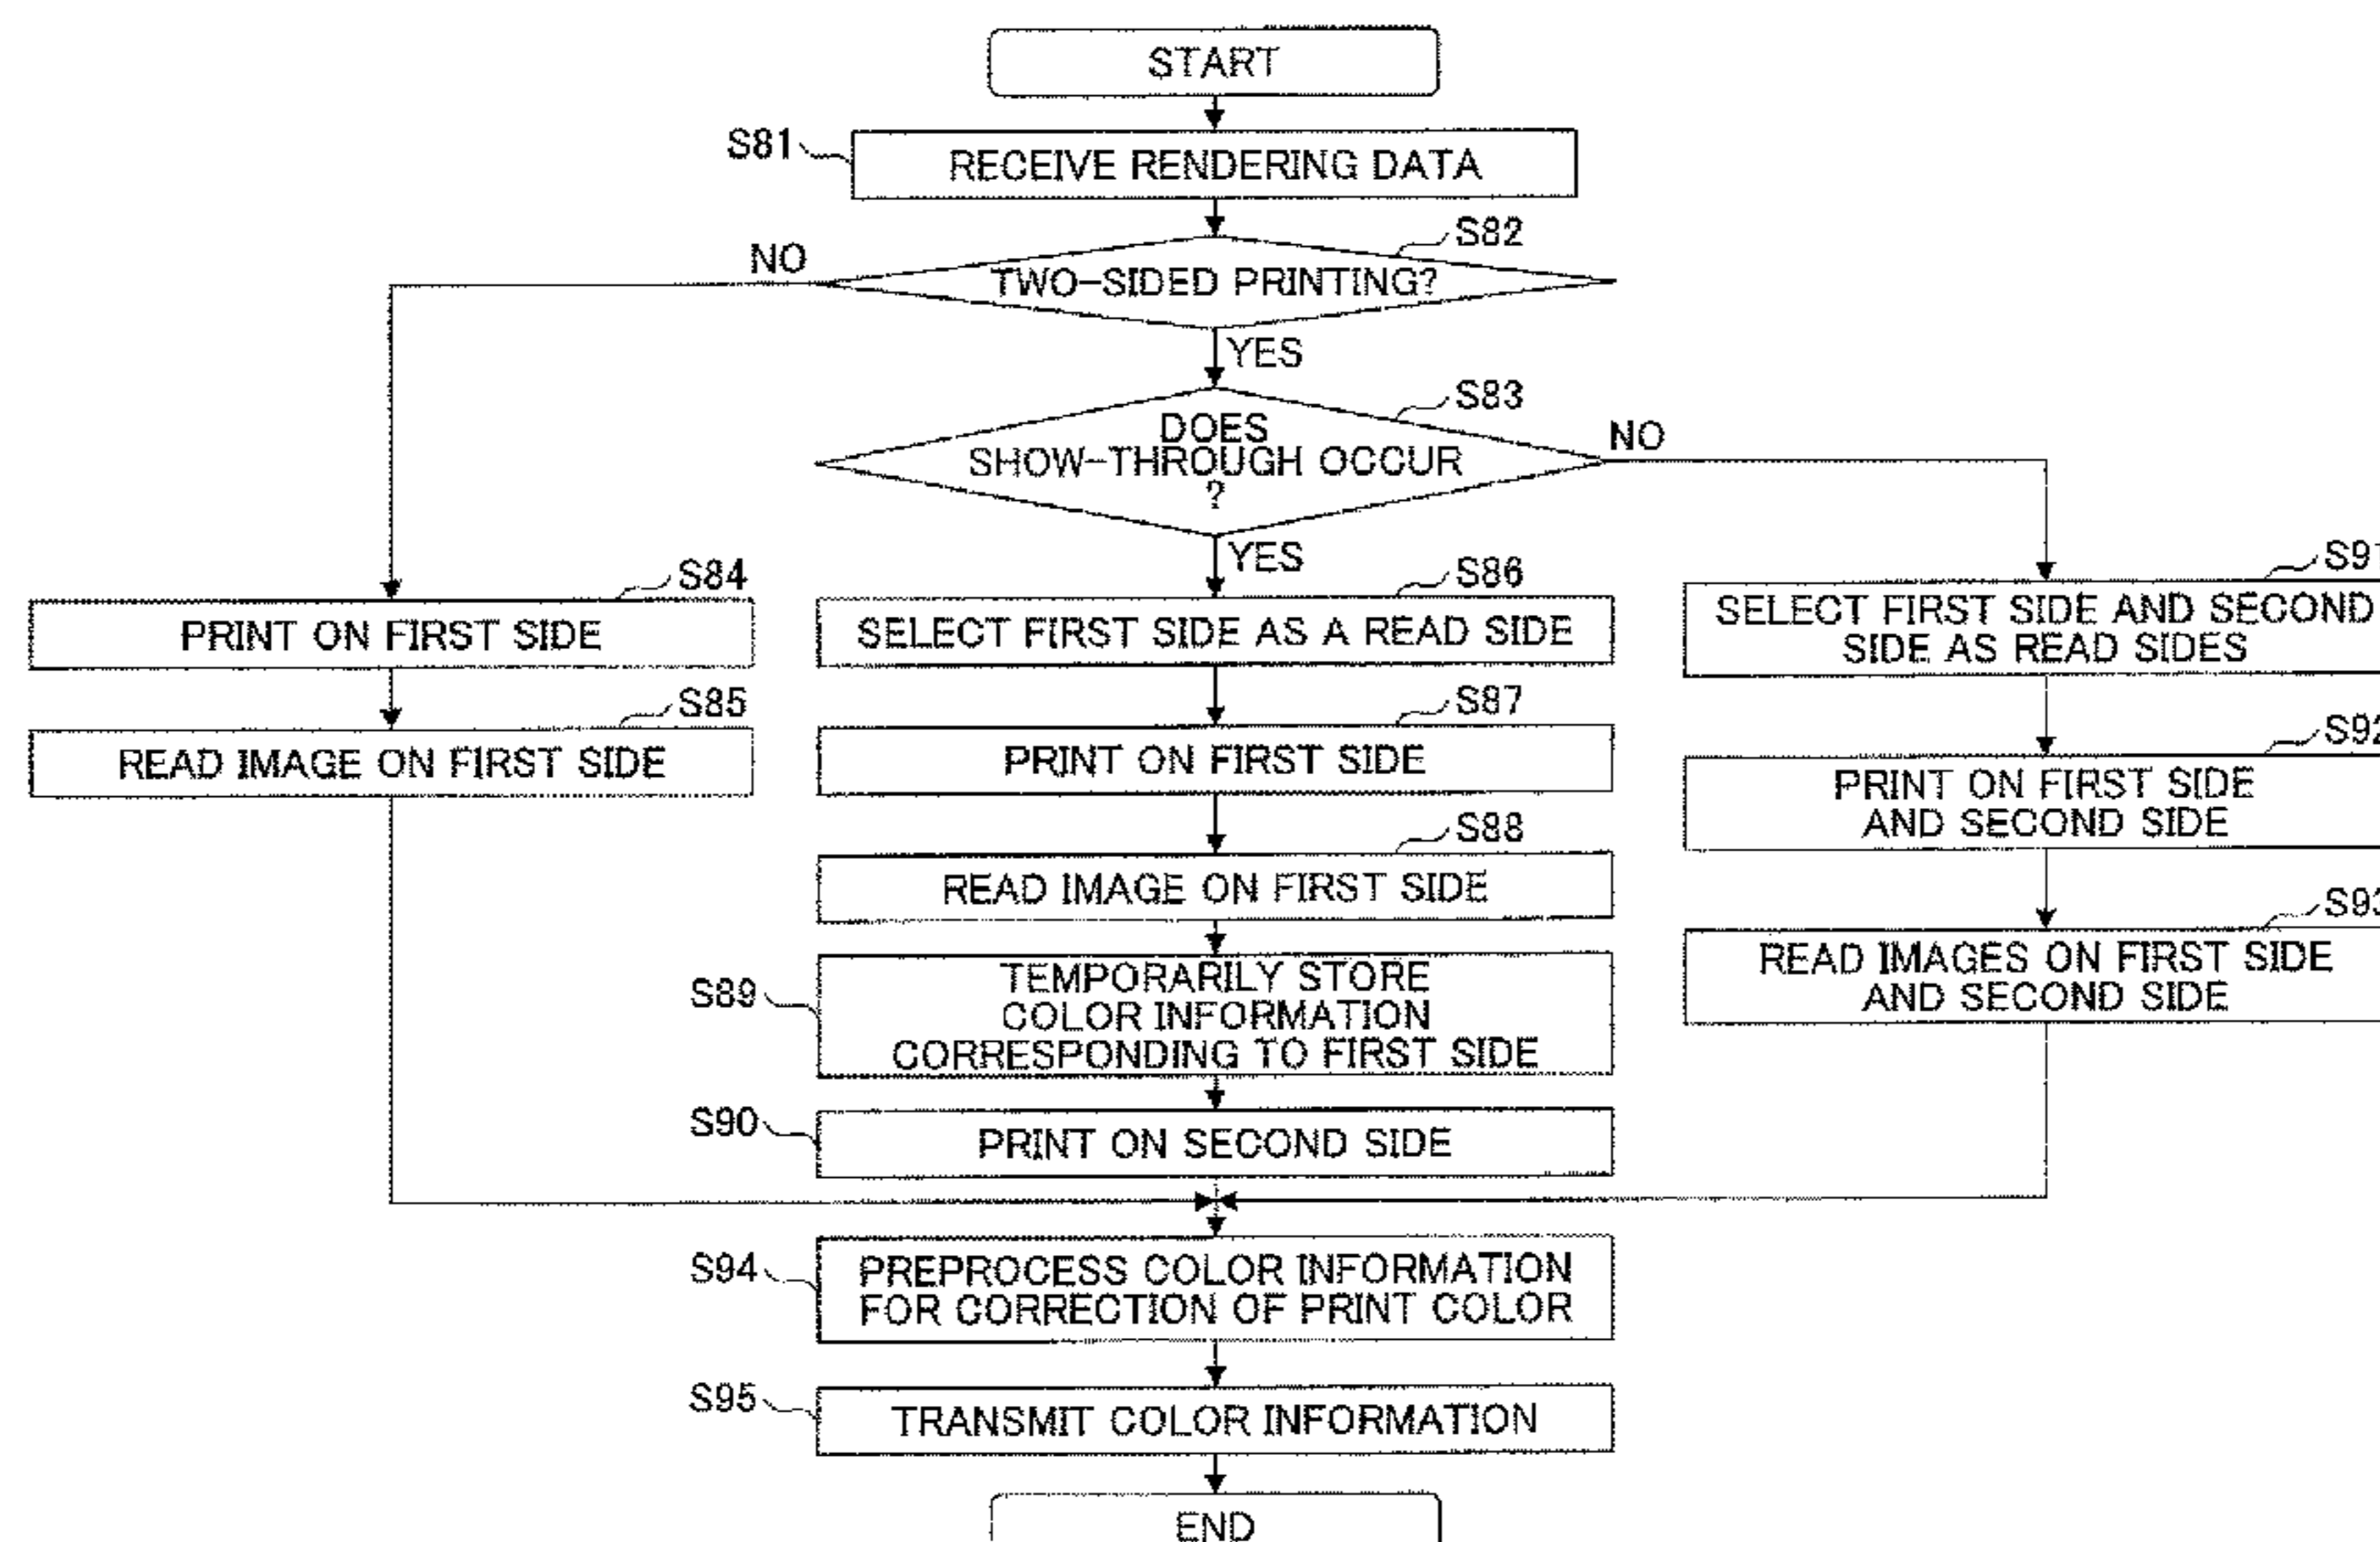 START
S81
RECEIVE RENDERING DATA
S82
NO
TWO-SIDED PRINTING?
YES
S83
DOES
SHOW-THROUGH OCCUR
?
NO
YES
S84
PRINT ON FIRST SIDE
S85
READ IMAGE ON FIRST SIDE
S86
SELECT FIRST SIDE AS A READ SIDE
S87
PRINT ON FIRST SIDE
S88
READ IMAGE ON FIRST SIDE
S89
TEMPORARILY STORE
COLOR INFORMATION
CORRESPONDING TO FIRST SIDE
S90
PRINT ON SECOND SIDE
S91
SELECT FIRST SIDE AND SECOND
SIDE AS READ SIDES
S92
PRINT ON FIRST SIDE
AND SECOND SIDE
S93
READ IMAGES ON FIRST SIDE
AND SECOND SIDE
S94
PREPROCESS COLOR INFORMATION
FOR CORRECTION OF PRINT COLOR
S95
TRANSMIT COLOR INFORMATION
END